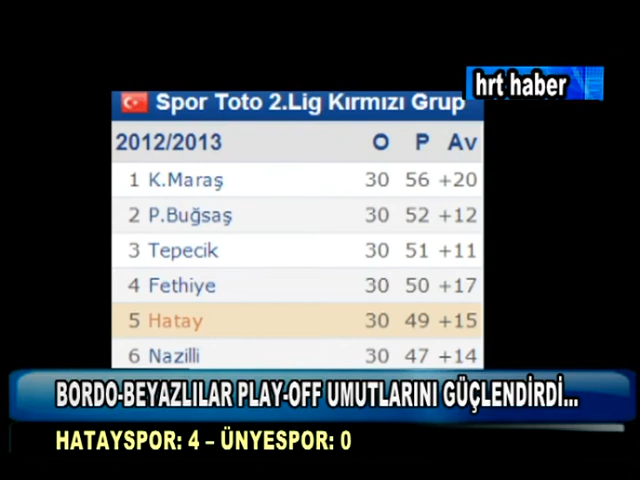 hrt haber
Spor Toto 2.Lig Kırmızı Grup
2012/2013 O P Av
1 K.Maraş 30 56 +20
2 P.Buğsaş 30 52 +12
3 Tepecik 30 51 +11
4 Fethiye 30 50 +17
5 Hatay 30 49 +15
6 Nazilli 30 47 +14
BORDO-BEYAZLILAR PLAY-OFF UMUTLARINI GÜÇLENDİRDİ...
HATAYSPOR: 4 – ÜNYESPOR: 0